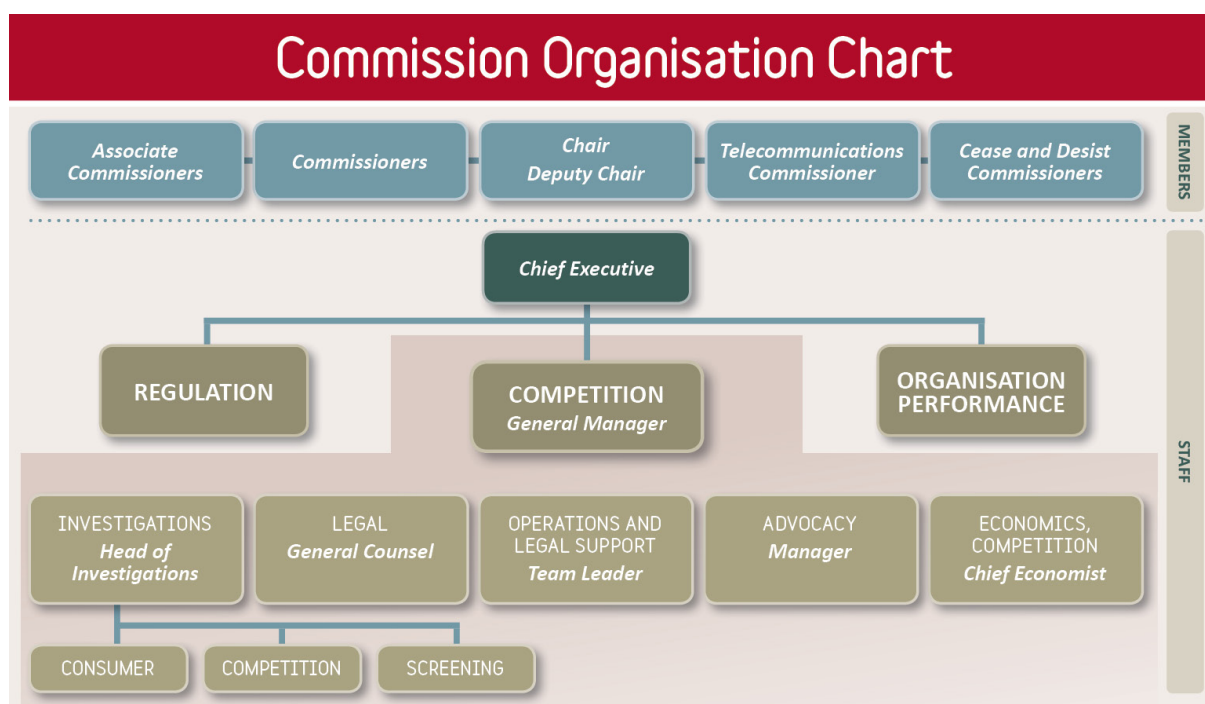 Commission Organisation Chart
Associate
Commissioners
Commissioners
Chair
Deputy Chair
Telecommunications
Commissioner
Cease and Desist
Commissioners
MEMBERS
Chief Executive
REGULATION
COMPETITION
General Manager
ORGANISATION
PERFORMANCE
STAFF
INVESTIGATIONS
Head of
Investigations
LEGAL
General Counsel
OPERATIONS AND
LEGAL SUPPORT
Team Leader
ADVOCACY
Manager
ECONOMICS,
COMPETITION
Chief Economist
CONSUMER
COMPETITION
SCREENING